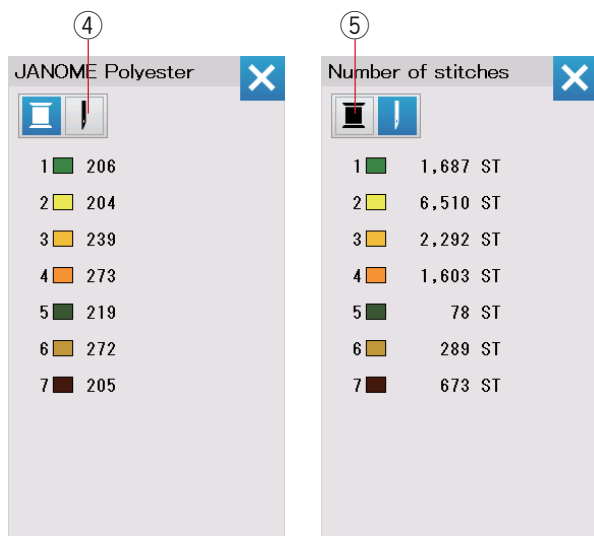 ④
JANOME Polyester
1 206
2 204
3 239
4 273
5 219
6 272
7 205
⑤
Number of stitches
1 1,687 ST
2 6,510 ST
3 2,292 ST
4 1,603 ST
5 78 ST
6 289 ST
7 673 ST